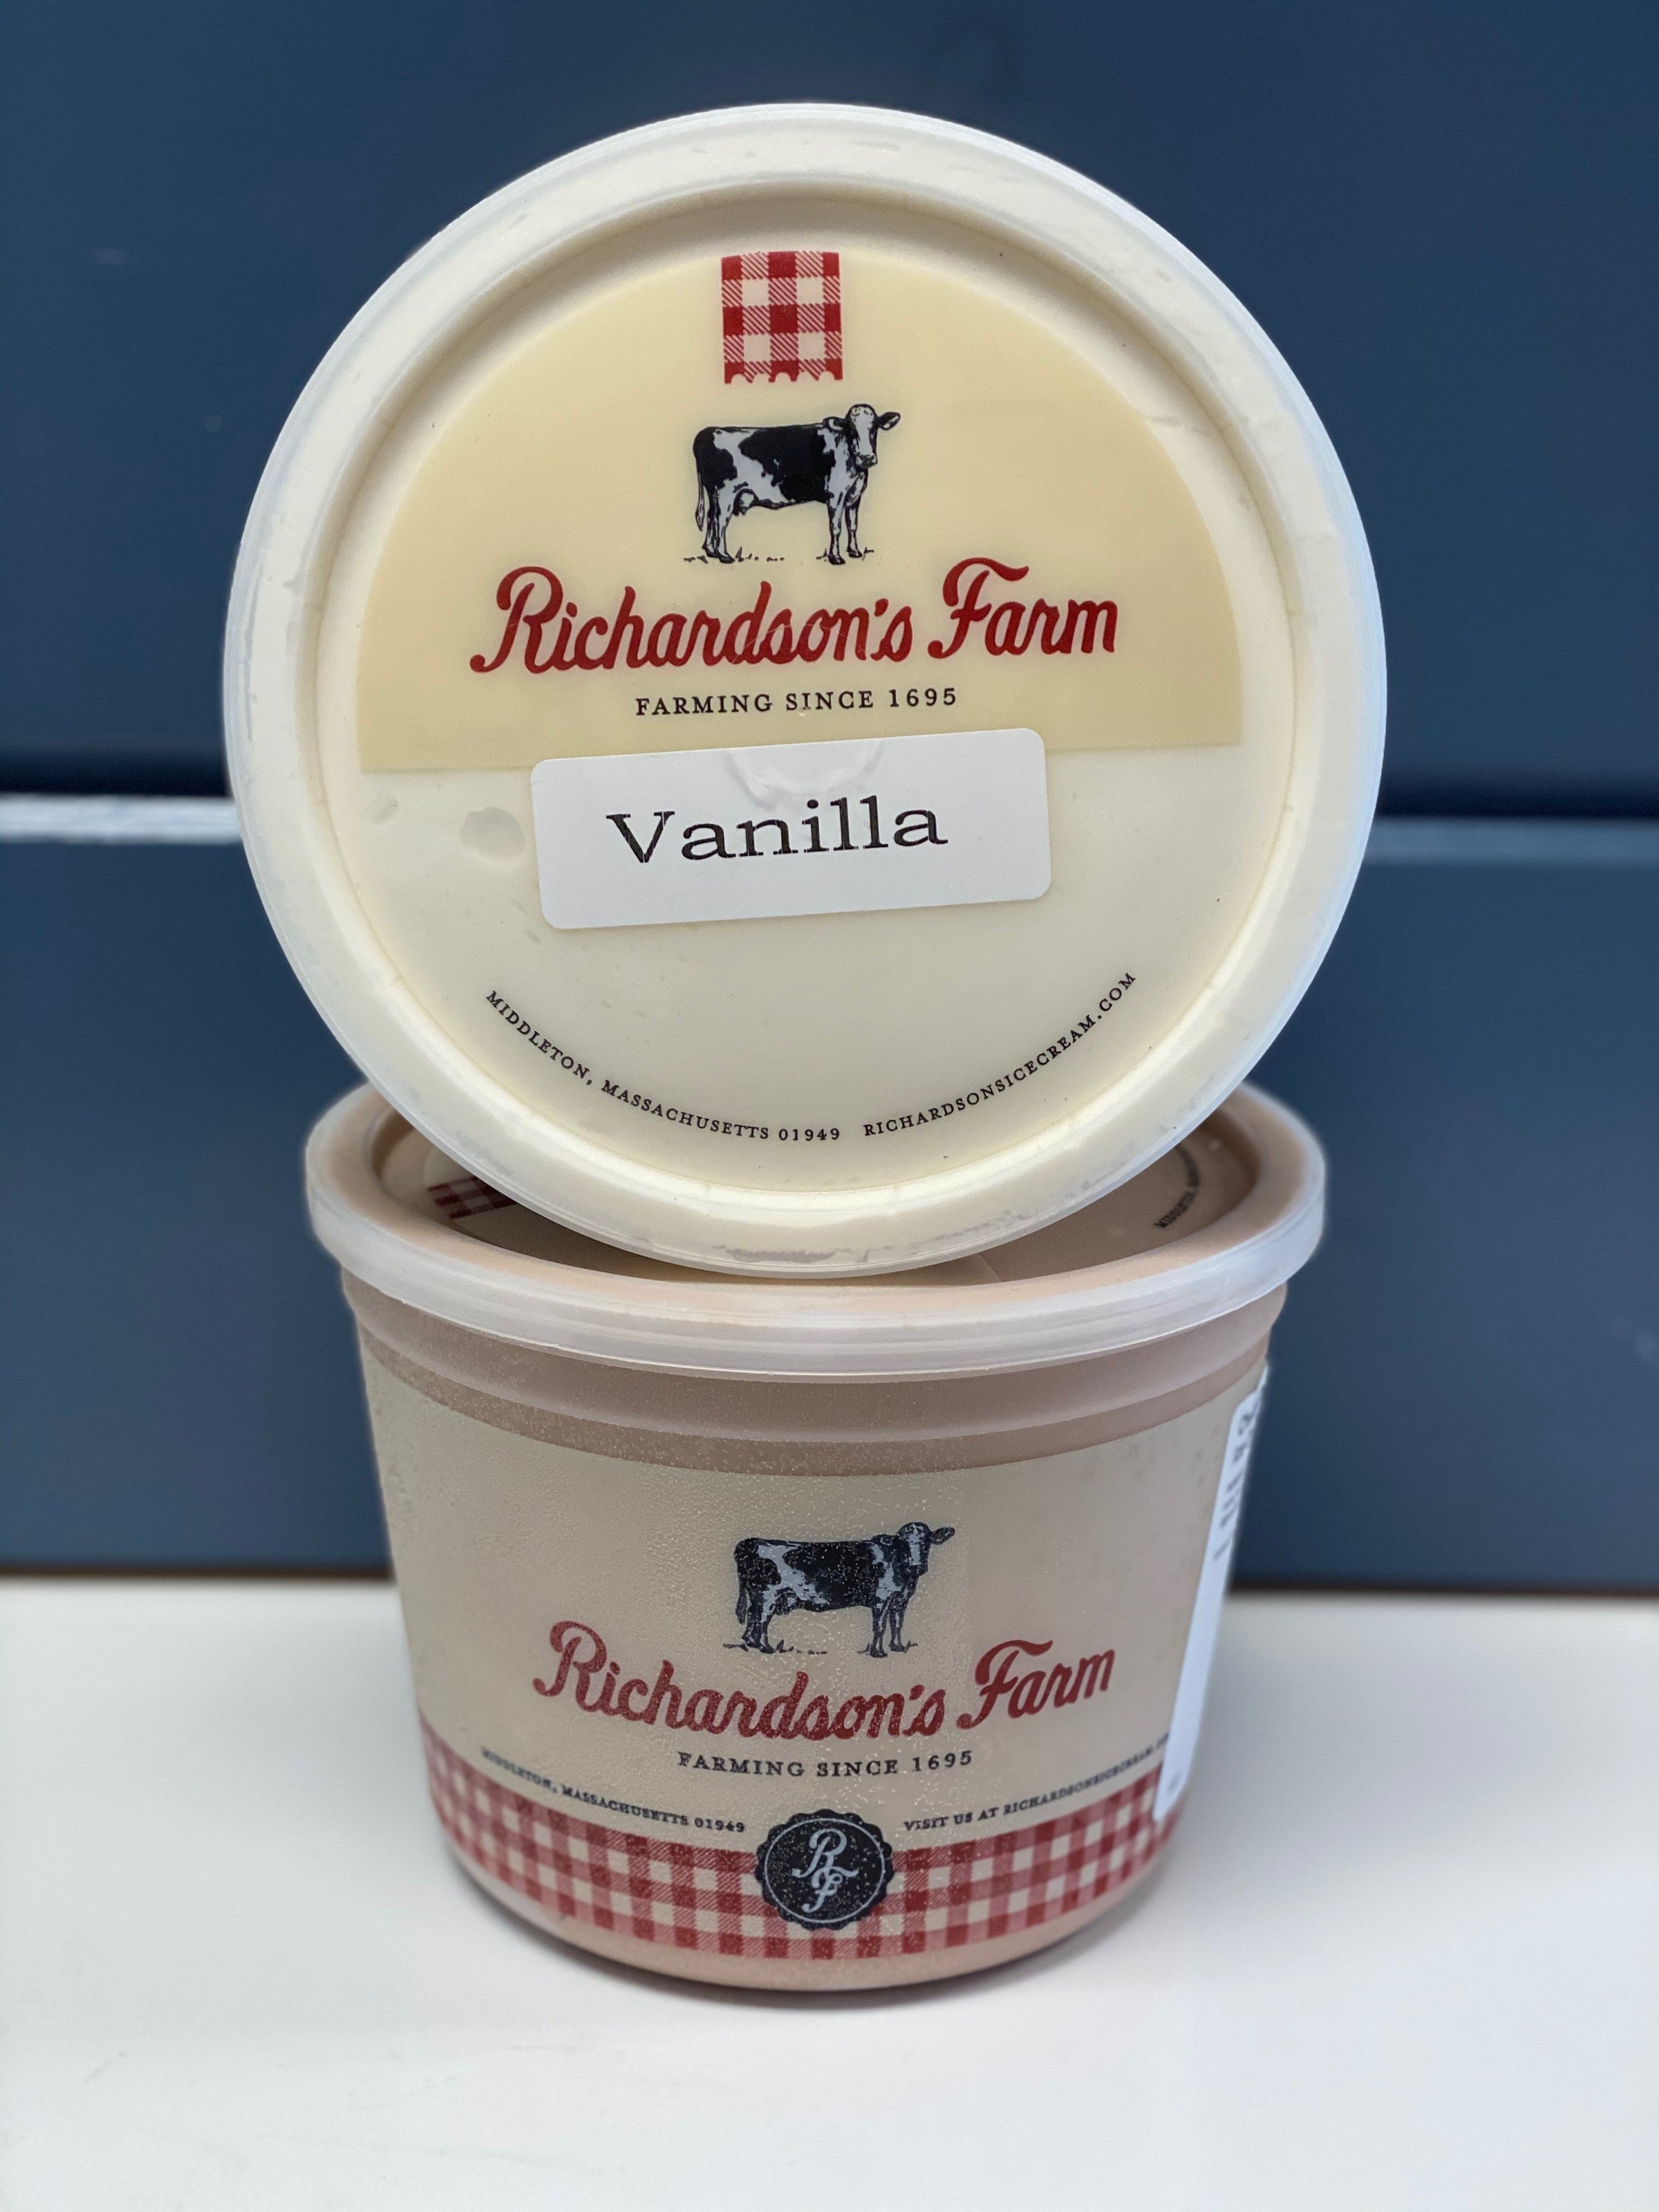 Richardson's Farm
FARMING SINCE 1695
Vanilla
MIDDLETON, MASSACHUSETTS 01949 RICHARDSONSICECREAM.COM
Richardson's Farm
FARMING SINCE 1695
MIDDLETON, MASSACHUSETTS 01949
VISIT US AT RICHARDSONSICECREAM.
RF